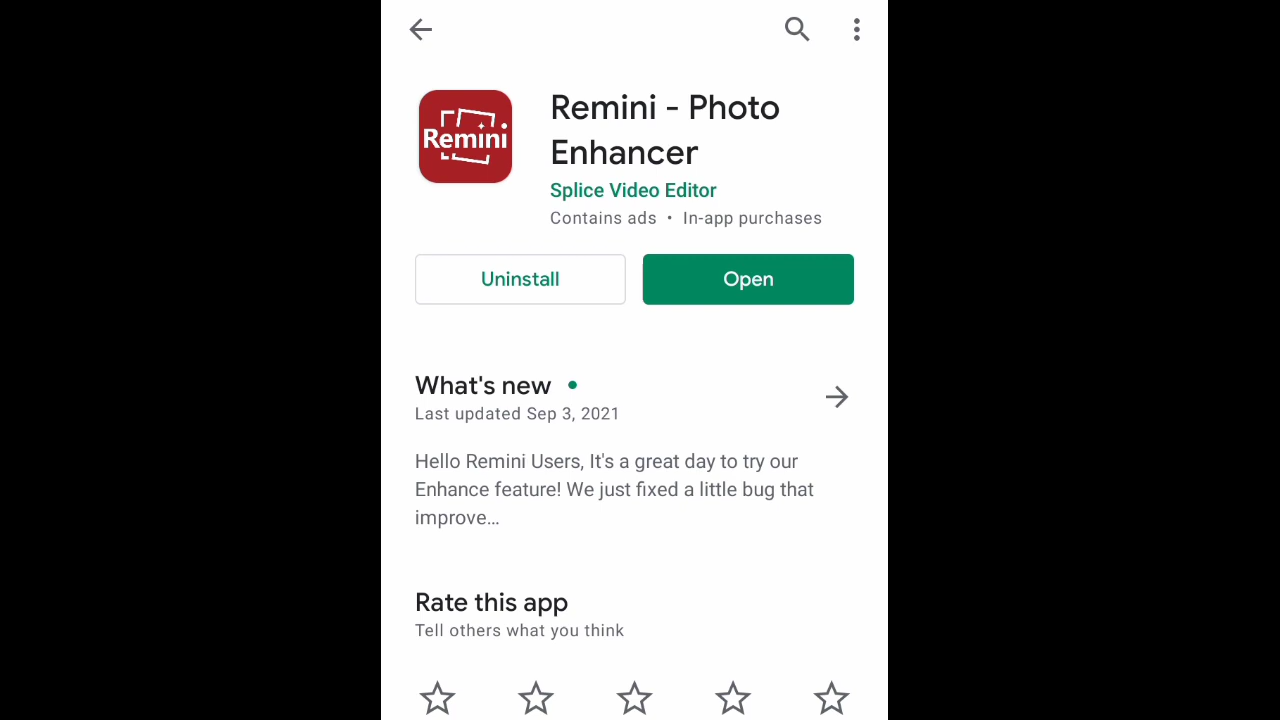 Remini
Remini - Photo
Enhancer
Splice Video Editor
Contains ads • In-app purchases
Uninstall
Open
What's new
Last updated Sep 3, 2021
Hello Remini Users, It's a great day to try our
Enhance feature! We just fixed a little bug that
improve…
Rate this app
Tell others what you think